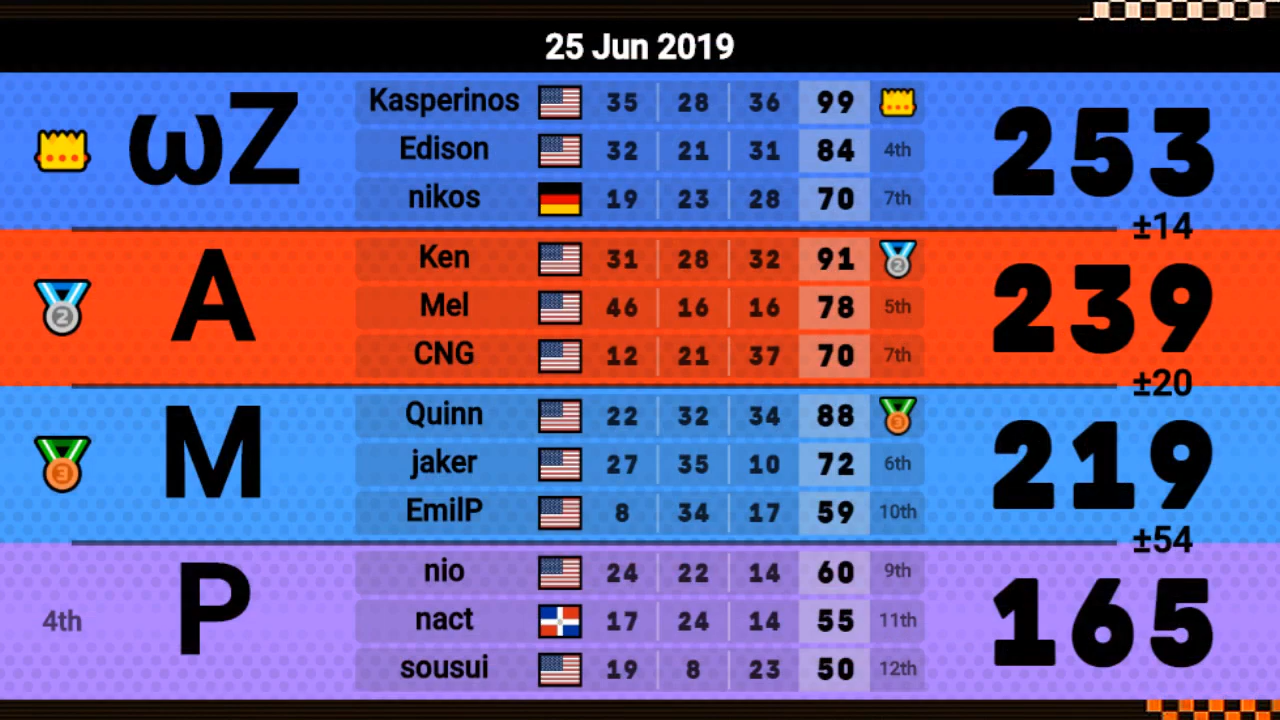 25 Jun 2019
ωZ
Kasperinos 35 28 36 99
Edison 32 21 31 84 4th
nikos 19 23 28 70 7th
253
±14
2
A
Ken 31 28 32 91 2
Mel 46 16 16 78 5th
CNG 12 21 37 70 7th
239
±20
3
M
Quinn 22 32 34 88 3
jaker 27 35 10 72 6th
EmilP 8 34 17 59 10th
219
±54
4th
P
nio 24 22 14 60 9th
nact 17 24 14 55 11th
sousui 19 8 23 50 12th
165